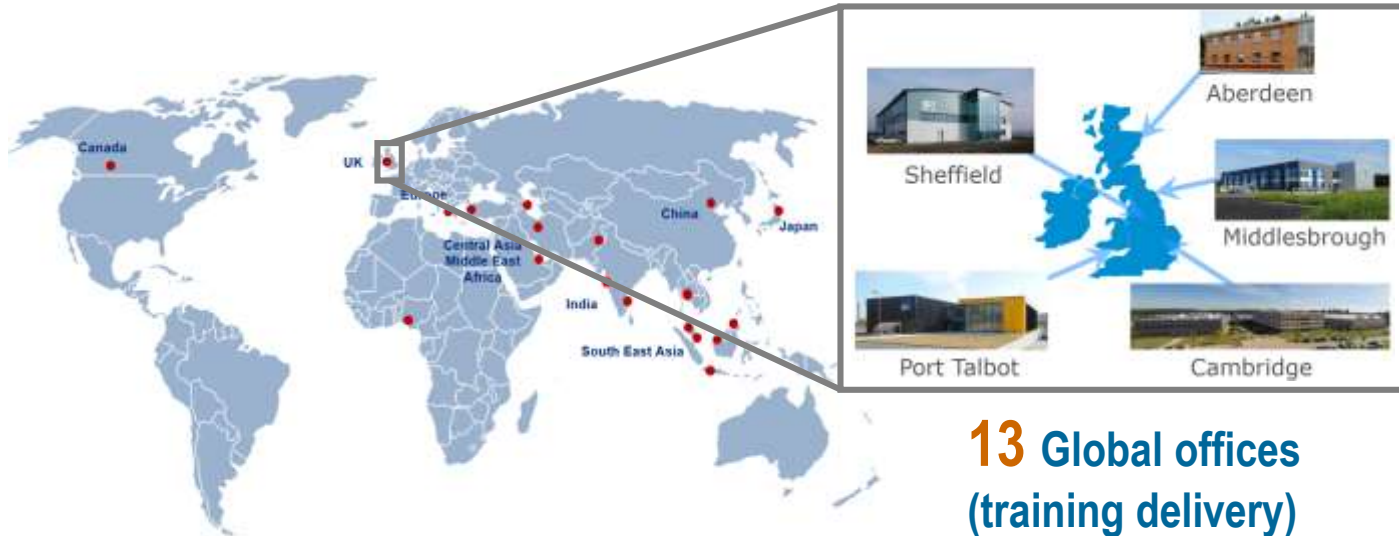 Canada
UK
Europe
China
Japan
Central Asia
Middle East
Africa
India
South East Asia
Aberdeen
Sheffield
Middlesbrough
Port Talbot
Cambridge
13 Global offices
(training delivery)